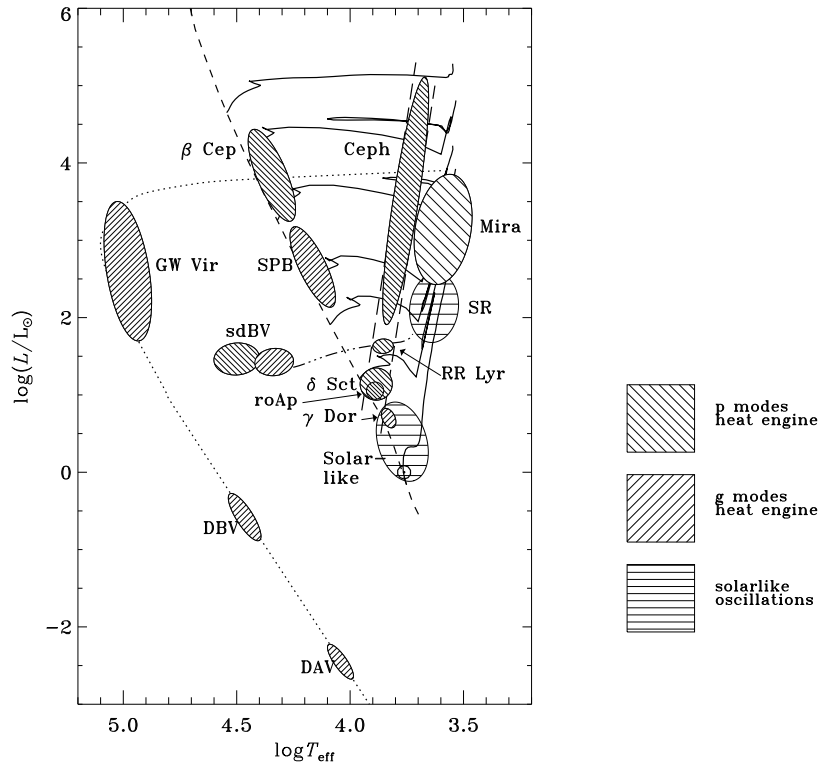 6
4
2
0
−2
log(L/L☉)
5.0 4.5 4.0 3.5
logTeff
β Cep
Ceph
Mira
GW Vir
SPB
SR
sdBV
RR Lyr
δ Sct
roAp
γ Dor
Solar
like
DBV
DAV
p modes
heat engine
g modes
heat engine
solarlike
oscillations